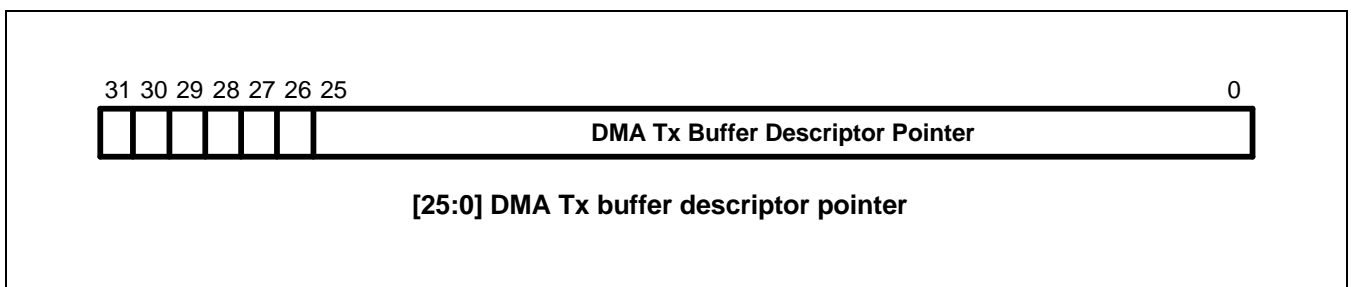 31 30 29 28 27 26 25 0
DMA Tx Buffer Descriptor Pointer
[25:0] DMA Tx buffer descriptor pointer